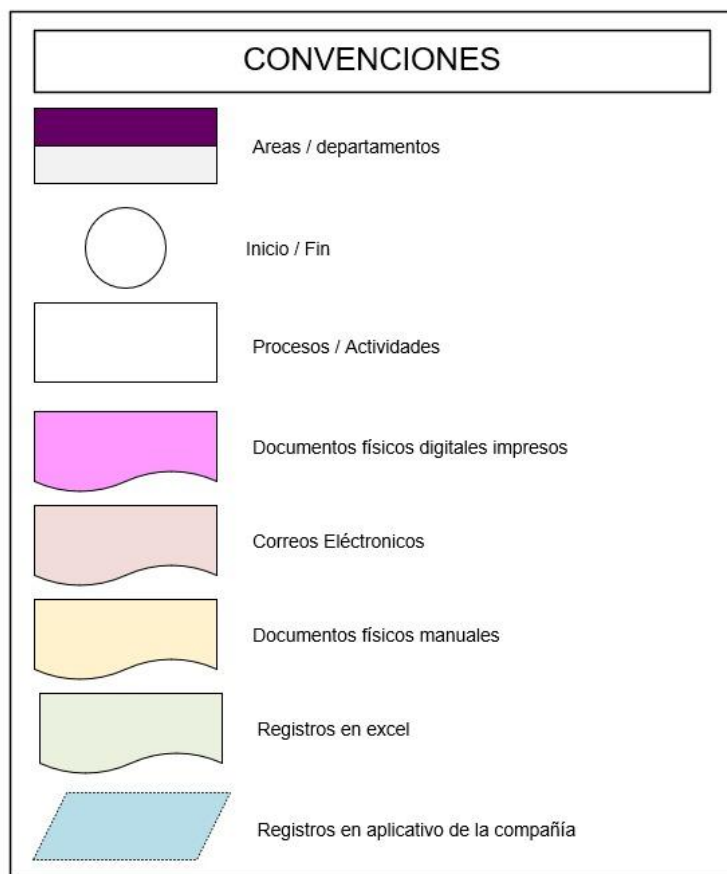 CONVENCIONES
Areas / departamentos
Inicio / Fin
Procesos / Actividades
Documentos físicos digitales impresos
Correos Eléctronicos
Documentos físicos manuales
Registros en excel
Registros en aplicativo de la compañía